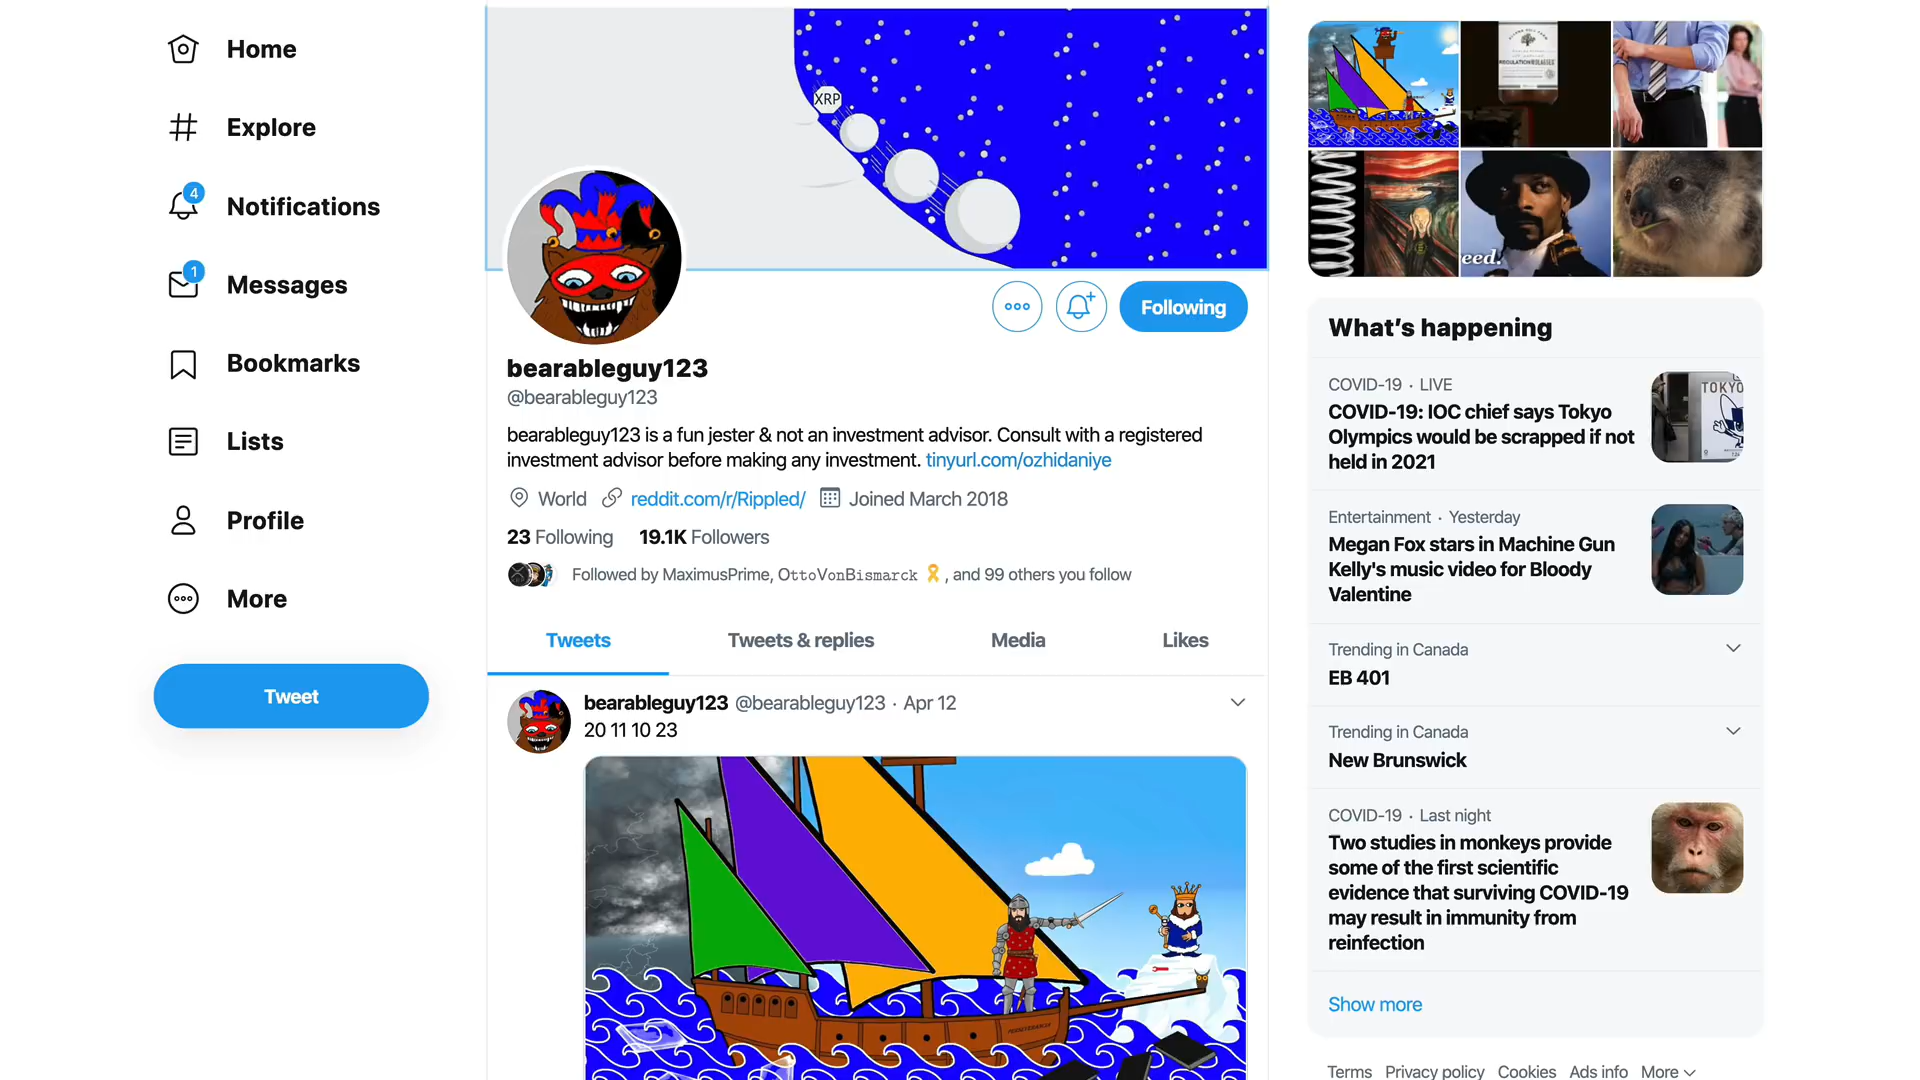 Home
Explore
4
Notifications
1
Messages
Bookmarks
Lists
Profile
More
Tweet
XRP
Following
bearableguy123
@bearableguy123
bearableguy123 is a fun jester & not an investment advisor. Consult with a registered
investment advisor before making any investment. tinyurl.com/ozhidaniye
World reddit.com/r/Rippled/ Joined March 2018
23 Following 19.1K Followers
Followed by MaximusPrime, OttoVonBismarck , and 99 others you follow
Tweets Tweets & replies Media Likes
bearableguy123 @bearableguy123 · Apr 12
20 11 10 23
eed.
What's happening
COVID-19 · LIVE
COVID-19: IOC chief says Tokyo
Olympics would be scrapped if not
held in 2021
TOKYO
Entertainment · Yesterday
Megan Fox stars in Machine Gun
Kelly's music video for Bloody
Valentine
Trending in Canada
EB 401
Trending in Canada
New Brunswick
COVID-19 · Last night
Two studies in monkeys provide
some of the first scientific
evidence that surviving COVID-19
may result in immunity from
reinfection
Show more
Terms Privacy policy Cookies Ads info More